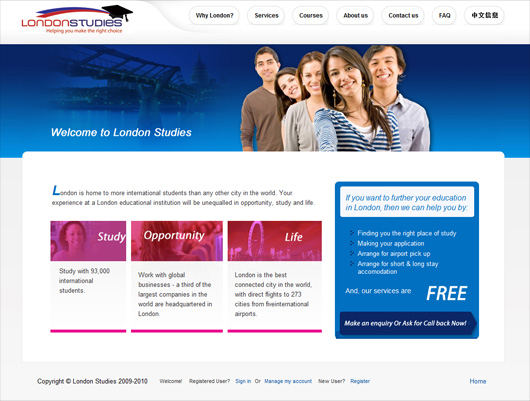 LONDONSTUDIES
Helping you make the right choice
Why London?
Services
Courses
About us
Contact us
FAQ
中文信息
Welcome to London Studies
London is home to more international students than any other city in the world. Your
experience at a London educational institution will be unequalled in opportunity, study and life.
Study
Study with 93,000
international
students.
Opportunity
Work with global
businesses - a third of the
largest companies in the
world are headquartered in
London.
Life
London is the best
connected city in the world,
with direct flights to 273
cities from fiveinternational
airports.
If you want to further your education
in London, then we can help you by:
Finding you the right place of study
Making your application
Arrange for airport pick up
Arrange for short & long stay
accomodation
And, our services are FREE
Make an enquiry Or Ask for Call back Now!
Copyright © London Studies 2009-2010
Welcome! Registered User? Sign in Or Manage my account New User? Register
Home